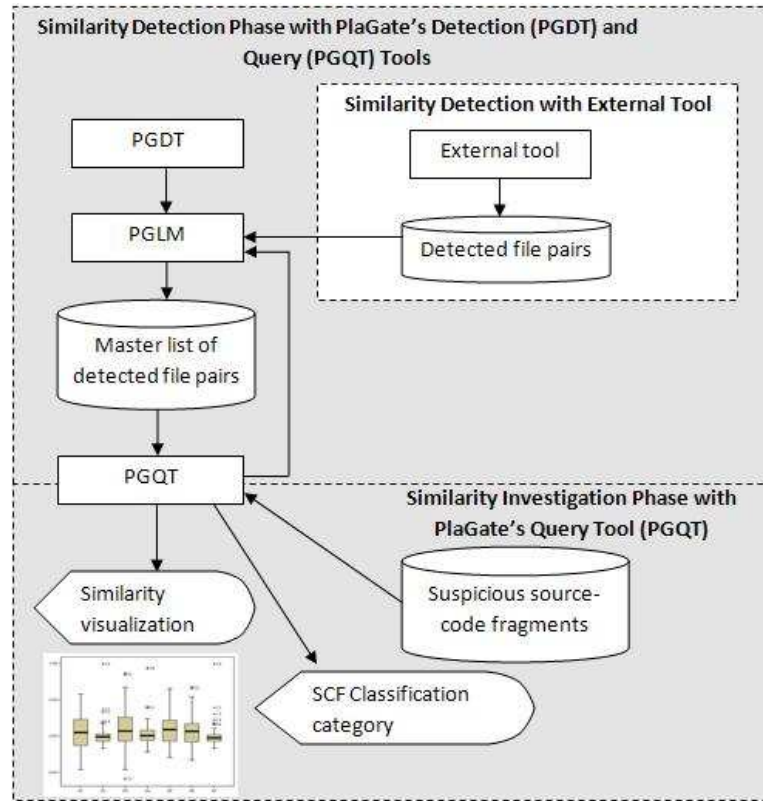 Similarity Detection Phase with PlaGate's Detection (PGDT) and
Query (PGQT) Tools
Similarity Detection with External Tool
PGDT
External tool
PGLM
Detected file pairs
Master list of
detected file pairs
PGQT
Similarity Investigation Phase with
PlaGate's Query Tool (PGQT)
Similarity
visualization
Suspicious source-
code fragments
SCF Classification
category